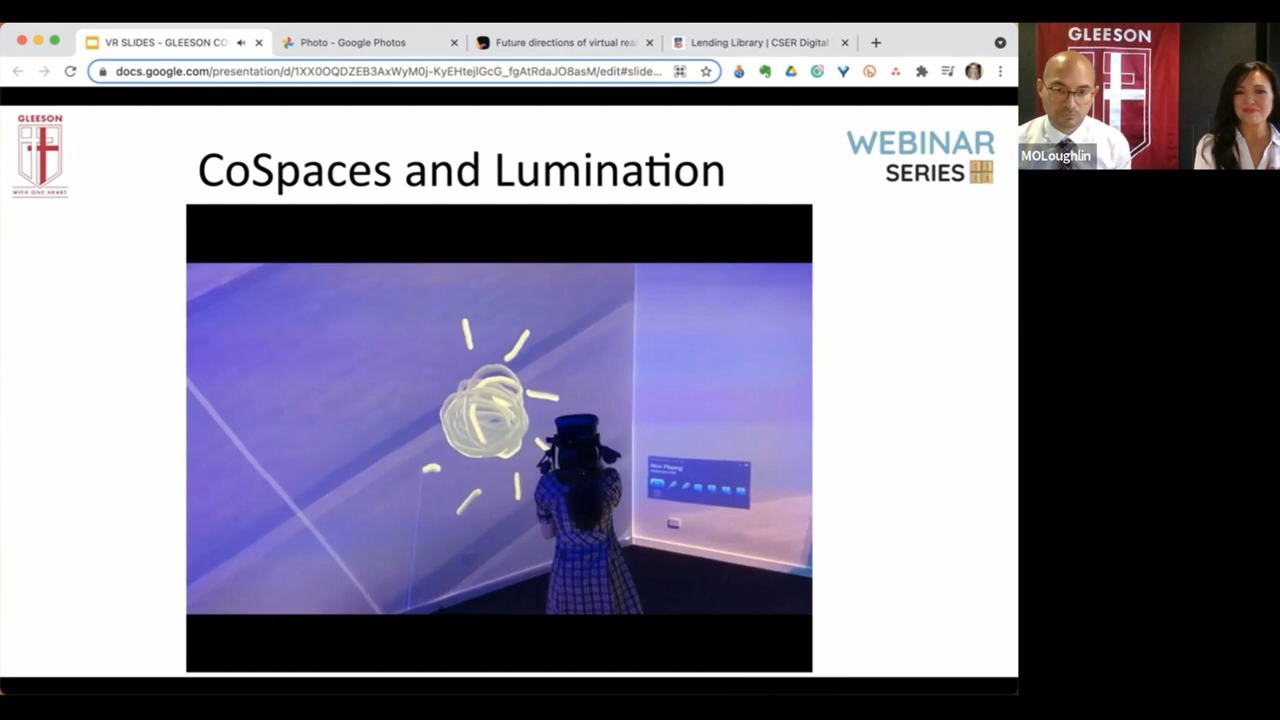 VR SLIDES - GLEESON CO
Photo - Google Photos
Future directions of virtual rea
Lending Library | CSER Digital
docs.google.com/presentation/d/1XX0OQDZEB3AxWyM0j-KyEHtejlGcG_fgAtRdaJO8asM/edit#slide...
GLEESON
WITH ONE HEART
CoSpaces and Lumination
WEBINAR
SERIES
Now Playing
GLEESON
MOLoughlin